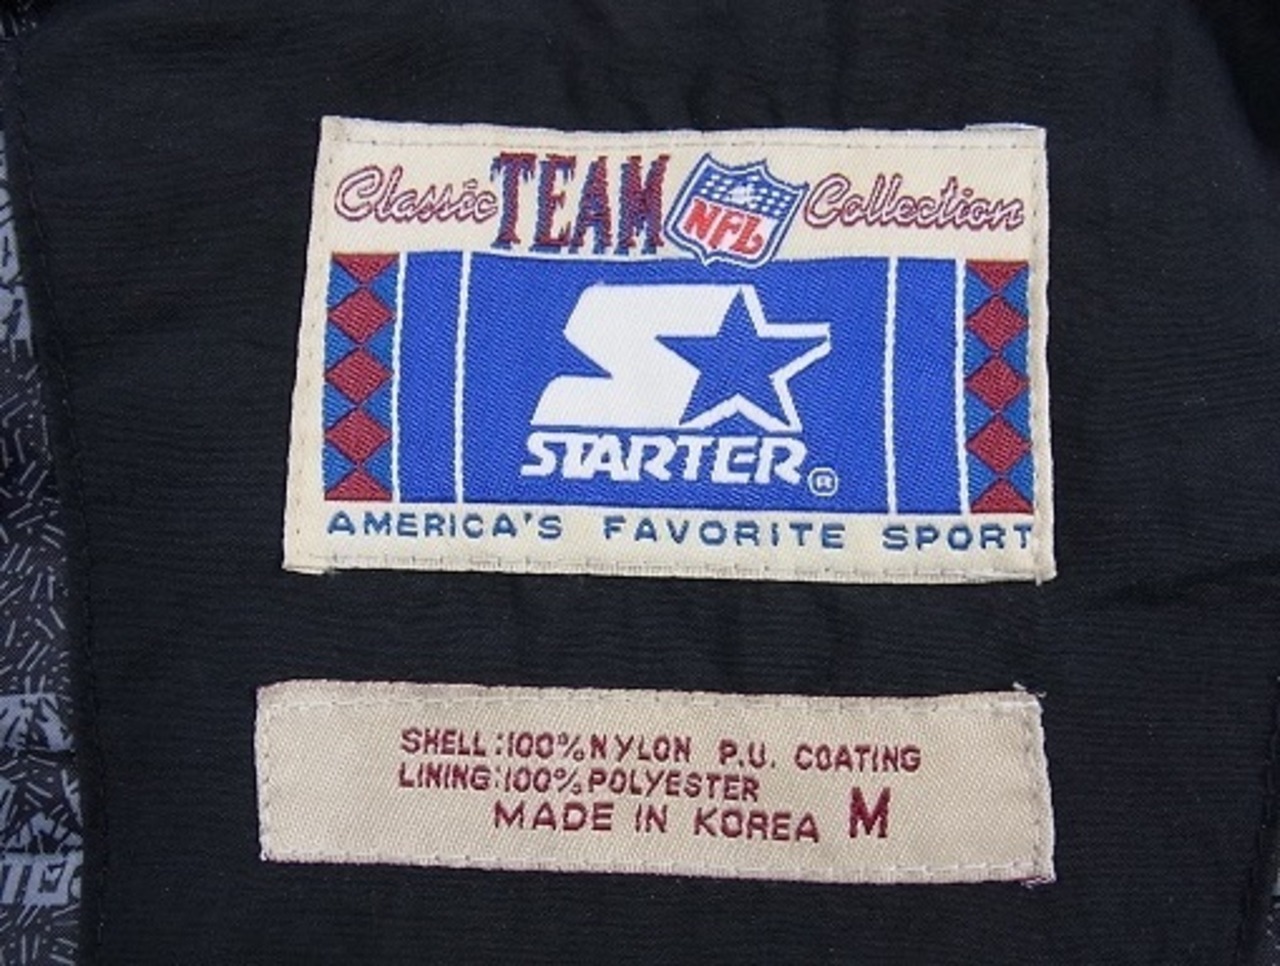 Classic TEAM NFL Collection
STARTER®
AMERICA'S FAVORITE SPORT
SHELL:100%NYLON P.U. COATING
LINING:100%POLYESTER
MADE IN KOREA M